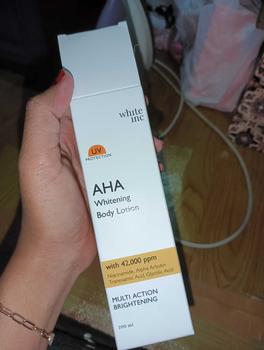 white
inc
UV
PROTECTION
AHA
Whitening
Body Lotion
with 42,000 ppm
Niacinamide, Alpha Arbutin
Tranexamic Acid, Glycolic Acid
MULTI ACTION
BRIGHTENING
200 ml